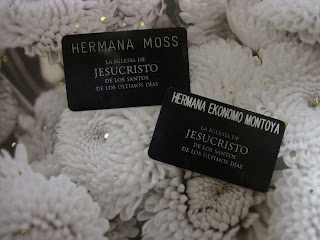 HERMANA MOSS
LA IGLESIA DE
JESUCRISTO
DE LOS SANTOS
DE LOS ÚLTIMOS DÍAS
HERMANA EKONOMO MONTOYA
LA IGLESIA DE
JESUCRISTO
DE LOS SANTOS
DE LOS ÚLTIMOS DÍAS